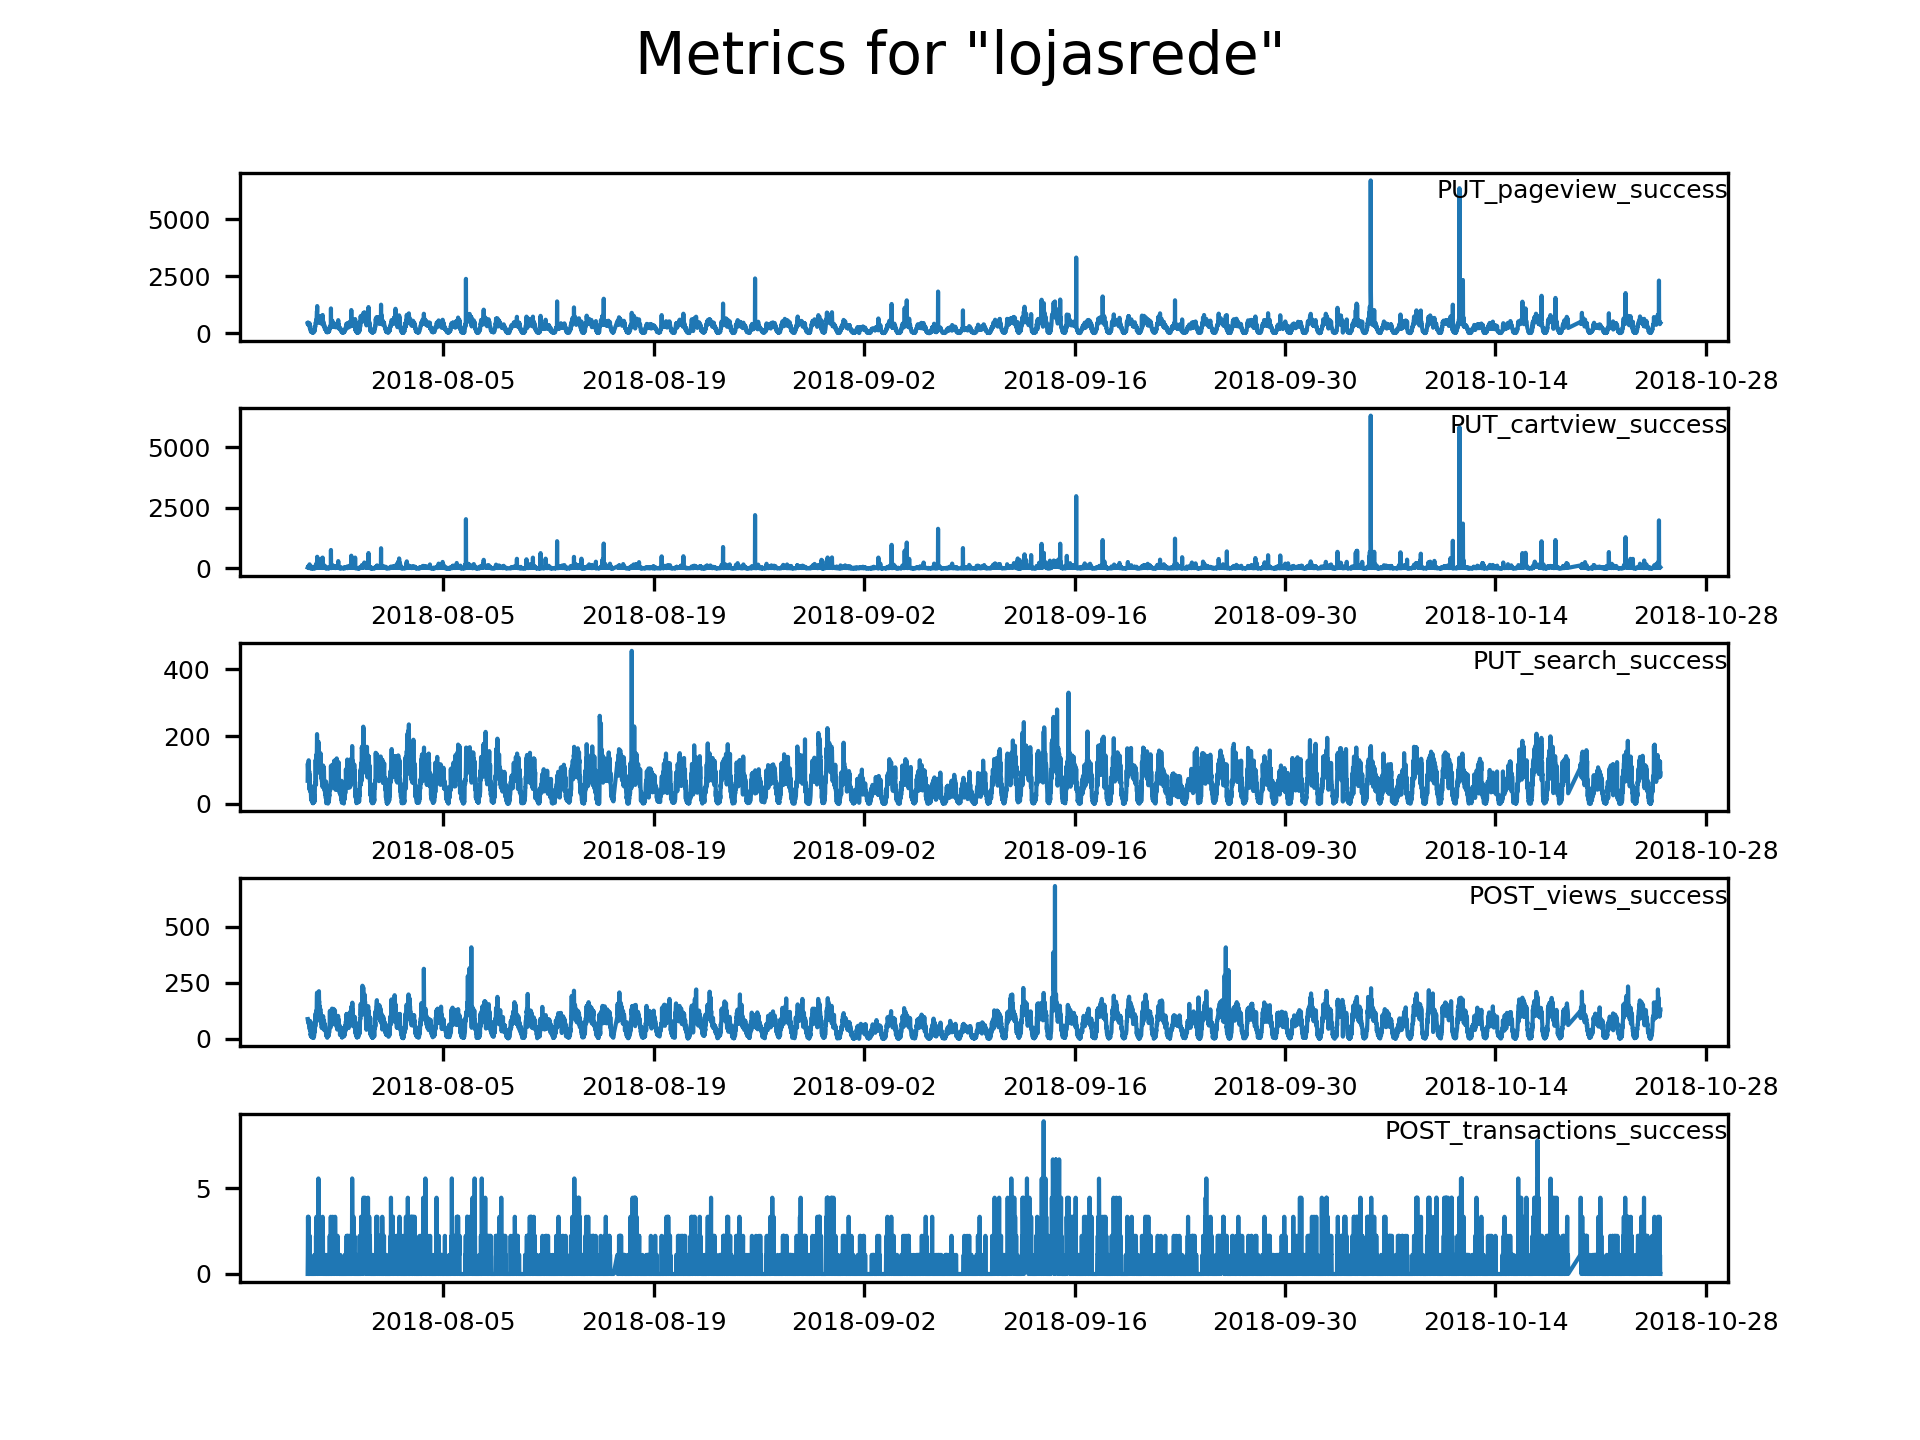 Metrics for "lojasrede"
PUT_pageview_success
5000
2500
0
2018-08-05 2018-08-19 2018-09-02 2018-09-16 2018-09-30 2018-10-14 2018-10-28
PUT_cartview_success
5000
2500
0
2018-08-05 2018-08-19 2018-09-02 2018-09-16 2018-09-30 2018-10-14 2018-10-28
PUT_search_success
400
200
0
2018-08-05 2018-08-19 2018-09-02 2018-09-16 2018-09-30 2018-10-14 2018-10-28
POST_views_success
500
250
0
2018-08-05 2018-08-19 2018-09-02 2018-09-16 2018-09-30 2018-10-14 2018-10-28
POST_transactions_success
5
0
2018-08-05 2018-08-19 2018-09-02 2018-09-16 2018-09-30 2018-10-14 2018-10-28